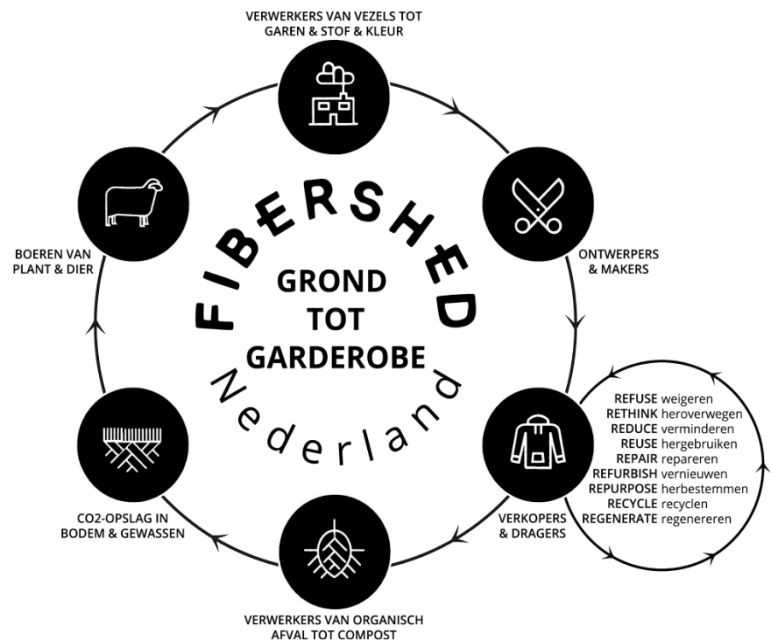 VERWERKERS VAN VEZELS TOT
GAREN & STOF & KLEUR
BOEREN VAN
PLANT & DIER
ONTWERPERS
& MAKERS
FIBERSHED
GROND
TOT
GARDEROBE
Nederland
REFUSE weigeren
RETHINK heroverwegen
REDUCE verminderen
REUSE hergebruiken
REPAIR repareren
REFURBISH vernieuwen
REPURPOSE herbestemmen
RECYCLE recyclen
REGENERATE regenereren
CO2-OPSLAG IN
BODEM & GEWASSEN
VERKOPERS
& DRAGERS
VERWERKERS VAN ORGANISCH
AFVAL TOT COMPOST